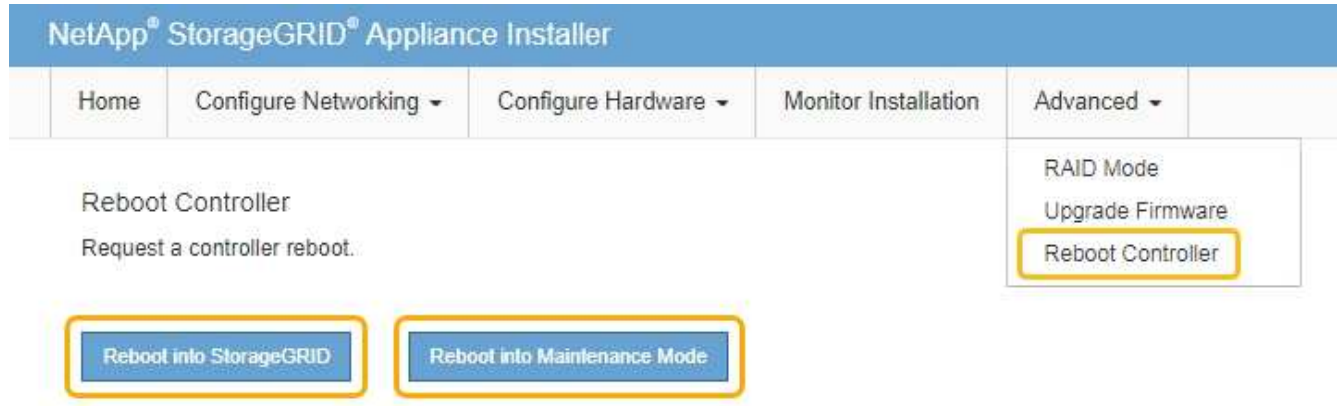 NetApp® StorageGRID® Appliance Installer
Home Configure Networking Configure Hardware Monitor Installation Advanced
RAID Mode
Upgrade Firmware
Reboot Controller
Reboot Controller
Request a controller reboot.
Reboot into StorageGRID Reboot into Maintenance Mode